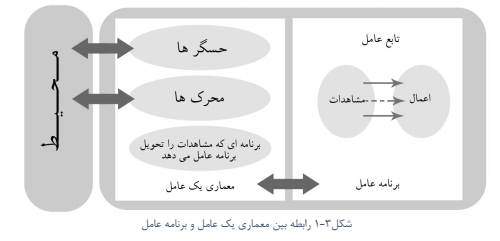 محیط
حسگر ها
محرک ها
برنامه ای که مشاهدات را تحویل
برنامه عامل می دهد
معماری یک عامل
تابع عامل
مشاهدات
اعمال
برنامه عامل
شکل۳-۱ رابطه بین معماری یک عامل و برنامه عامل